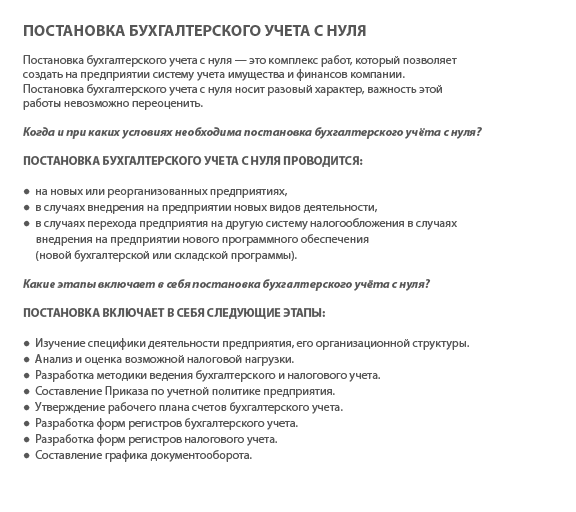 ПОСТАНОВКА БУХГАЛТЕРСКОГО УЧЕТА С НУЛЯ
Постановка бухгалтерского учета с нуля — это комплекс работ, который позволяет
создать на предприятии систему учета имущества и финансов компании.
Постановка бухгалтерского учета с нуля носит разовый характер, важность этой
работы невозможно переоценить.
Когда и при каких условиях необходима постановка бухгалтерского учёта с нуля?
ПОСТАНОВКА БУХГАЛТЕРСКОГО УЧЕТА С НУЛЯ ПРОВОДИТСЯ:
● на новых или реорганизованных предприятиях,
● в случаях внедрения на предприятии новых видов деятельности,
● в случаях перехода предприятия на другую систему налогообложения в случаях
внедрения на предприятии нового программного обеспечения
(новой бухгалтерской или складской программы).
Какие этапы включает в себя постановка бухгалтерского учёта с нуля?
ПОСТАНОВКА ВКЛЮЧАЕТ В СЕБЯ СЛЕДУЮЩИЕ ЭТАПЫ:
● Изучение специфики деятельности предприятия, его организационной структуры.
● Анализ и оценка возможной налоговой нагрузки.
● Разработка методики ведения бухгалтерского и налогового учета.
● Составление Приказа по учетной политике предприятия.
● Утверждение рабочего плана счетов бухгалтерского учета.
● Разработка форм регистров бухгалтерского учета.
● Разработка форм регистров налогового учета.
● Составление графика документооборота.